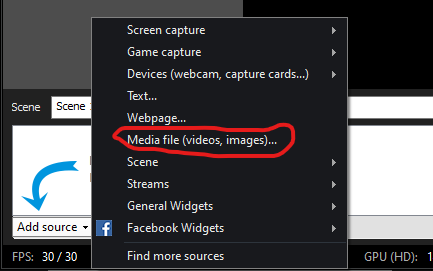 Screen capture
Game capture
Devices (webcam, capture cards...)
Text...
Webpage...
Media file (videos, images)...
Scene
Streams
General Widgets
Facebook Widgets
Find more sources
Scene
Scene
Add source
FPS: 30 / 30
GPU (HD): 1